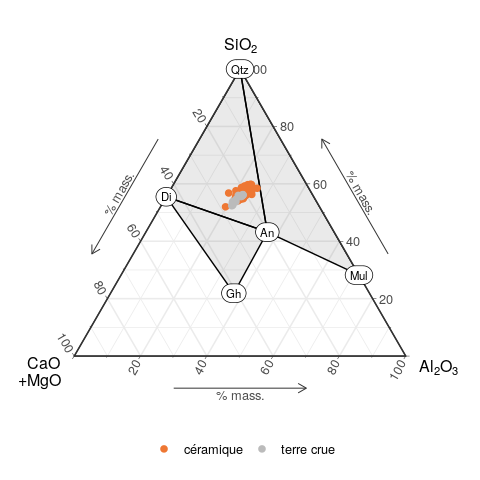 SiO₂
Qtz 00
20
80
% mass.
% mass.
40
60
Di
60
An
40
Mul
80
Gh
20
100
CaO
+MgO
Al₂O₃
20
40
60
80
100
% mass.
céramique
terre crue